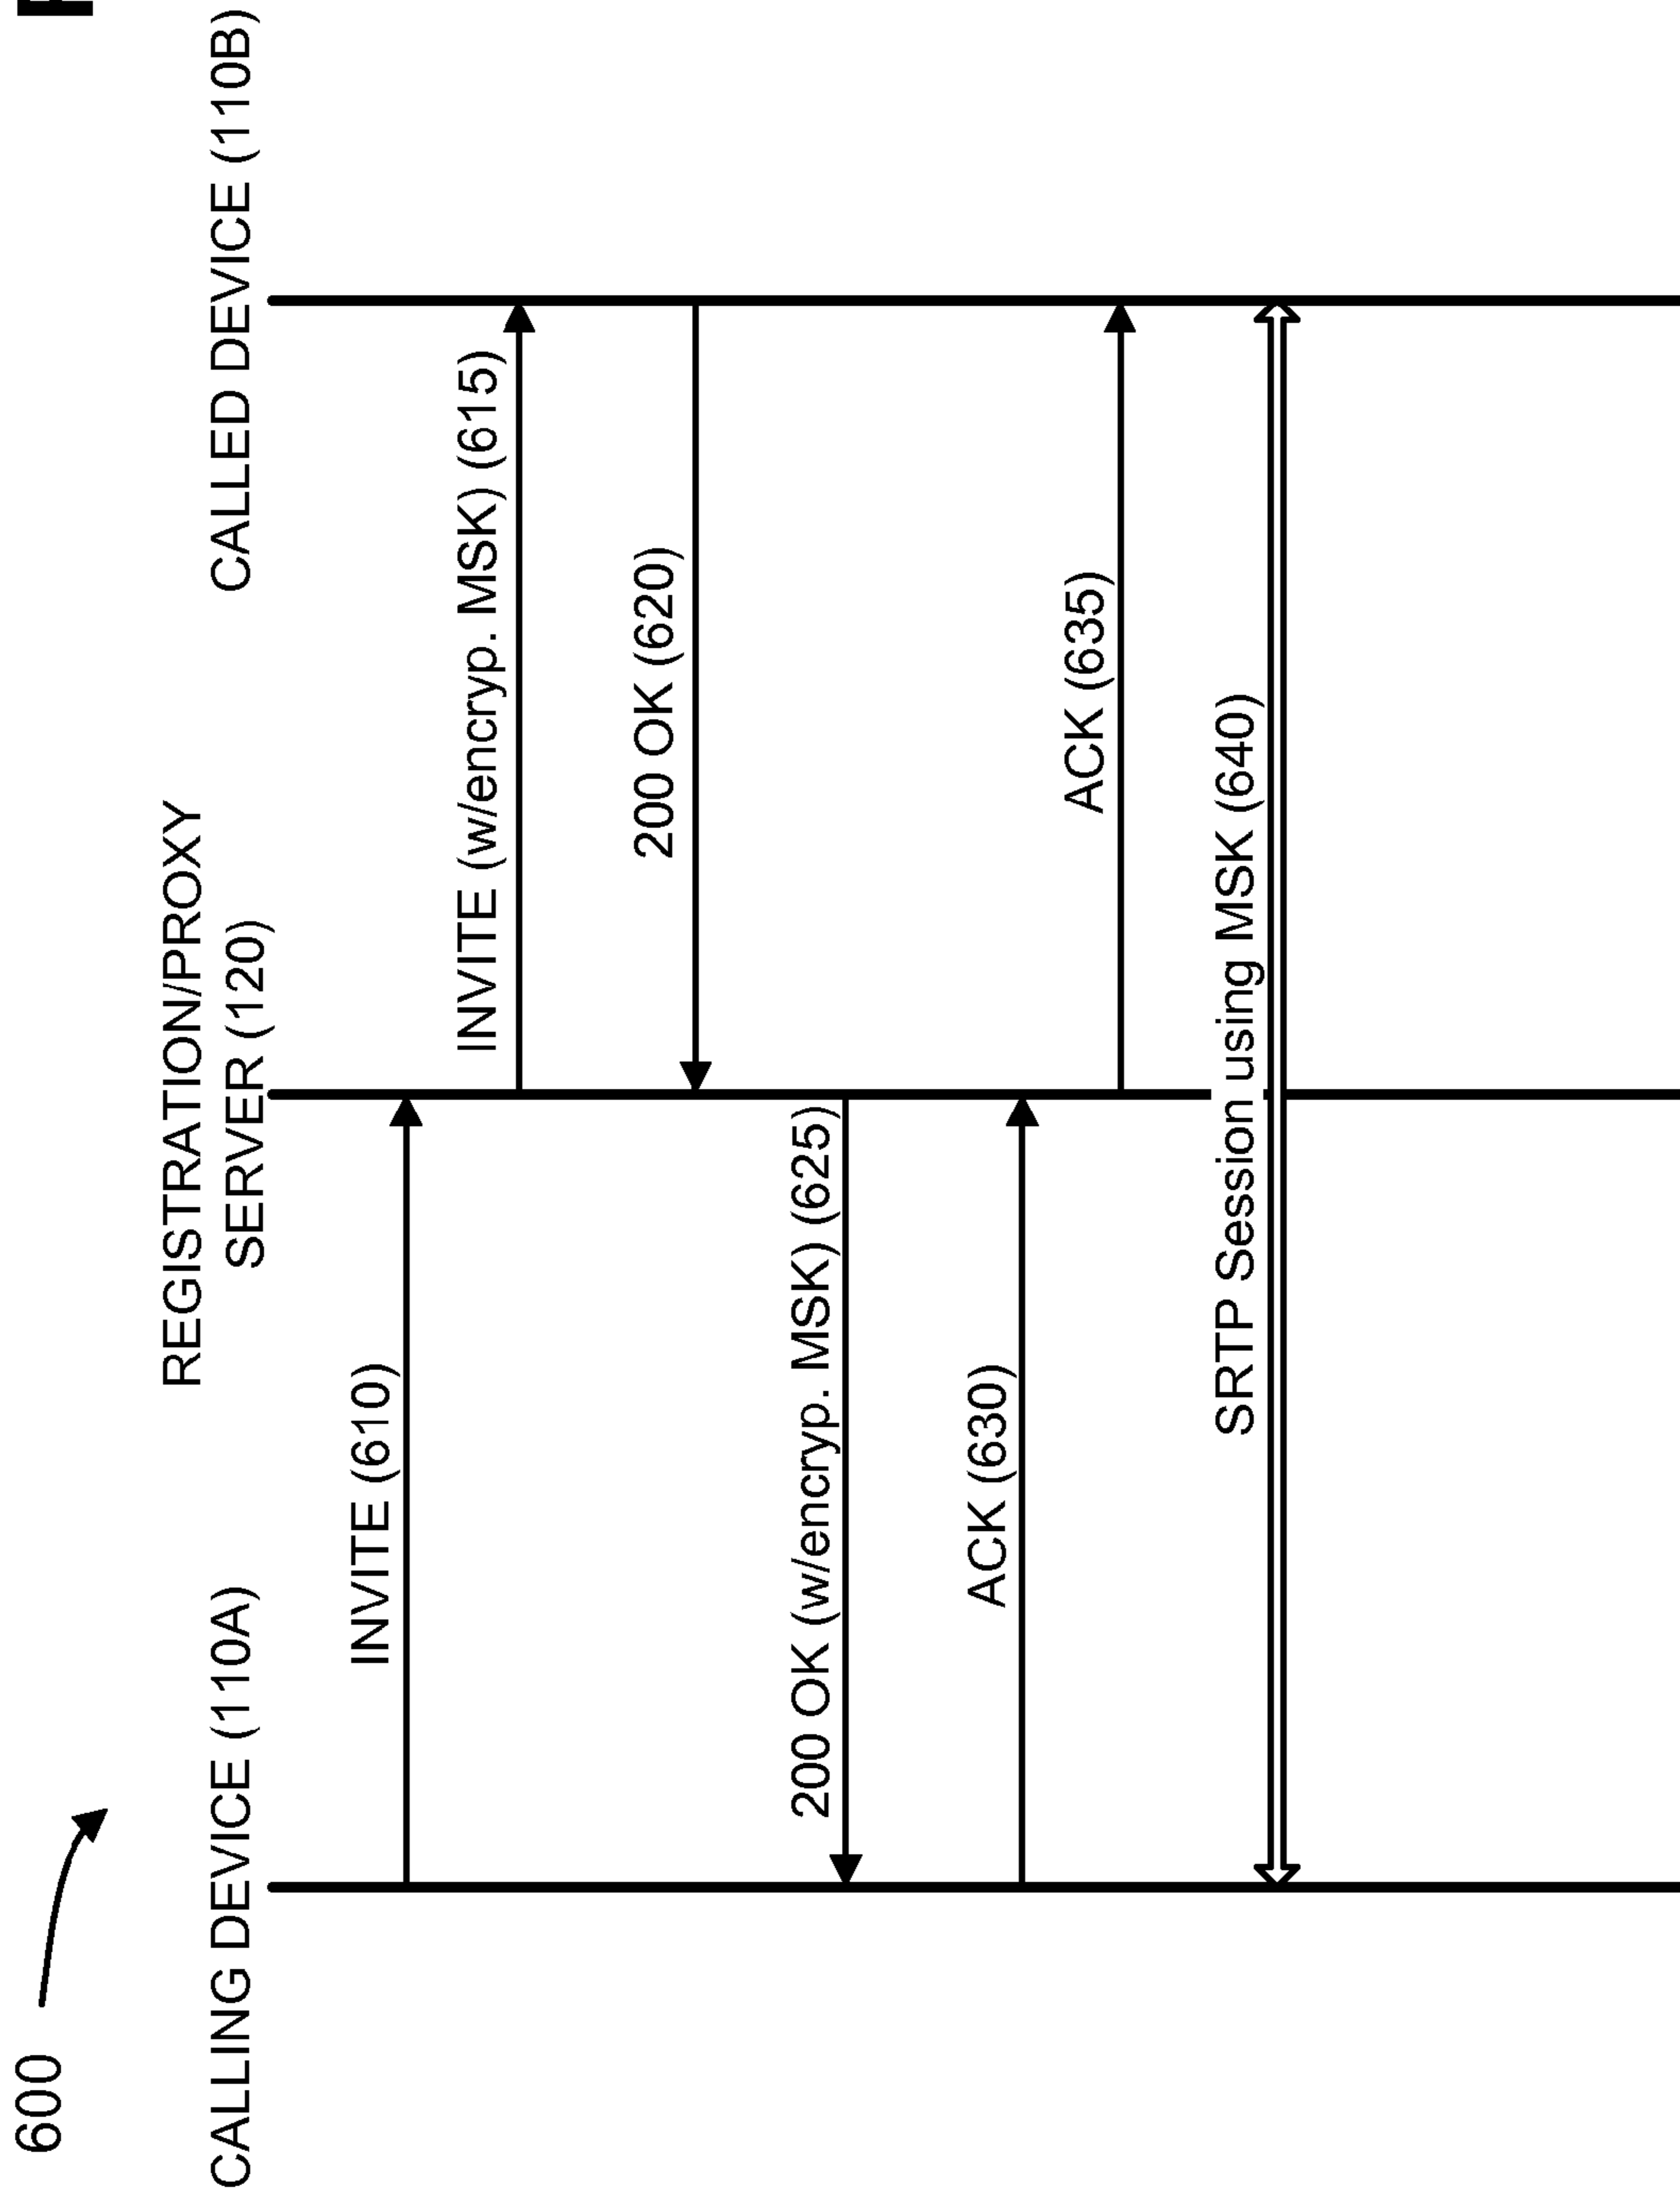 600
CALLING DEVICE (110A)
REGISTRATION/PROXY
SERVER (120)
CALLED DEVICE (110B)
INVITE (610)
INVITE (w/encryp. MSK) (615)
200 OK (620)
200 OK (w/encryp. MSK) (625)
ACK (630)
ACK (635)
SRTP Session using MSK (640)